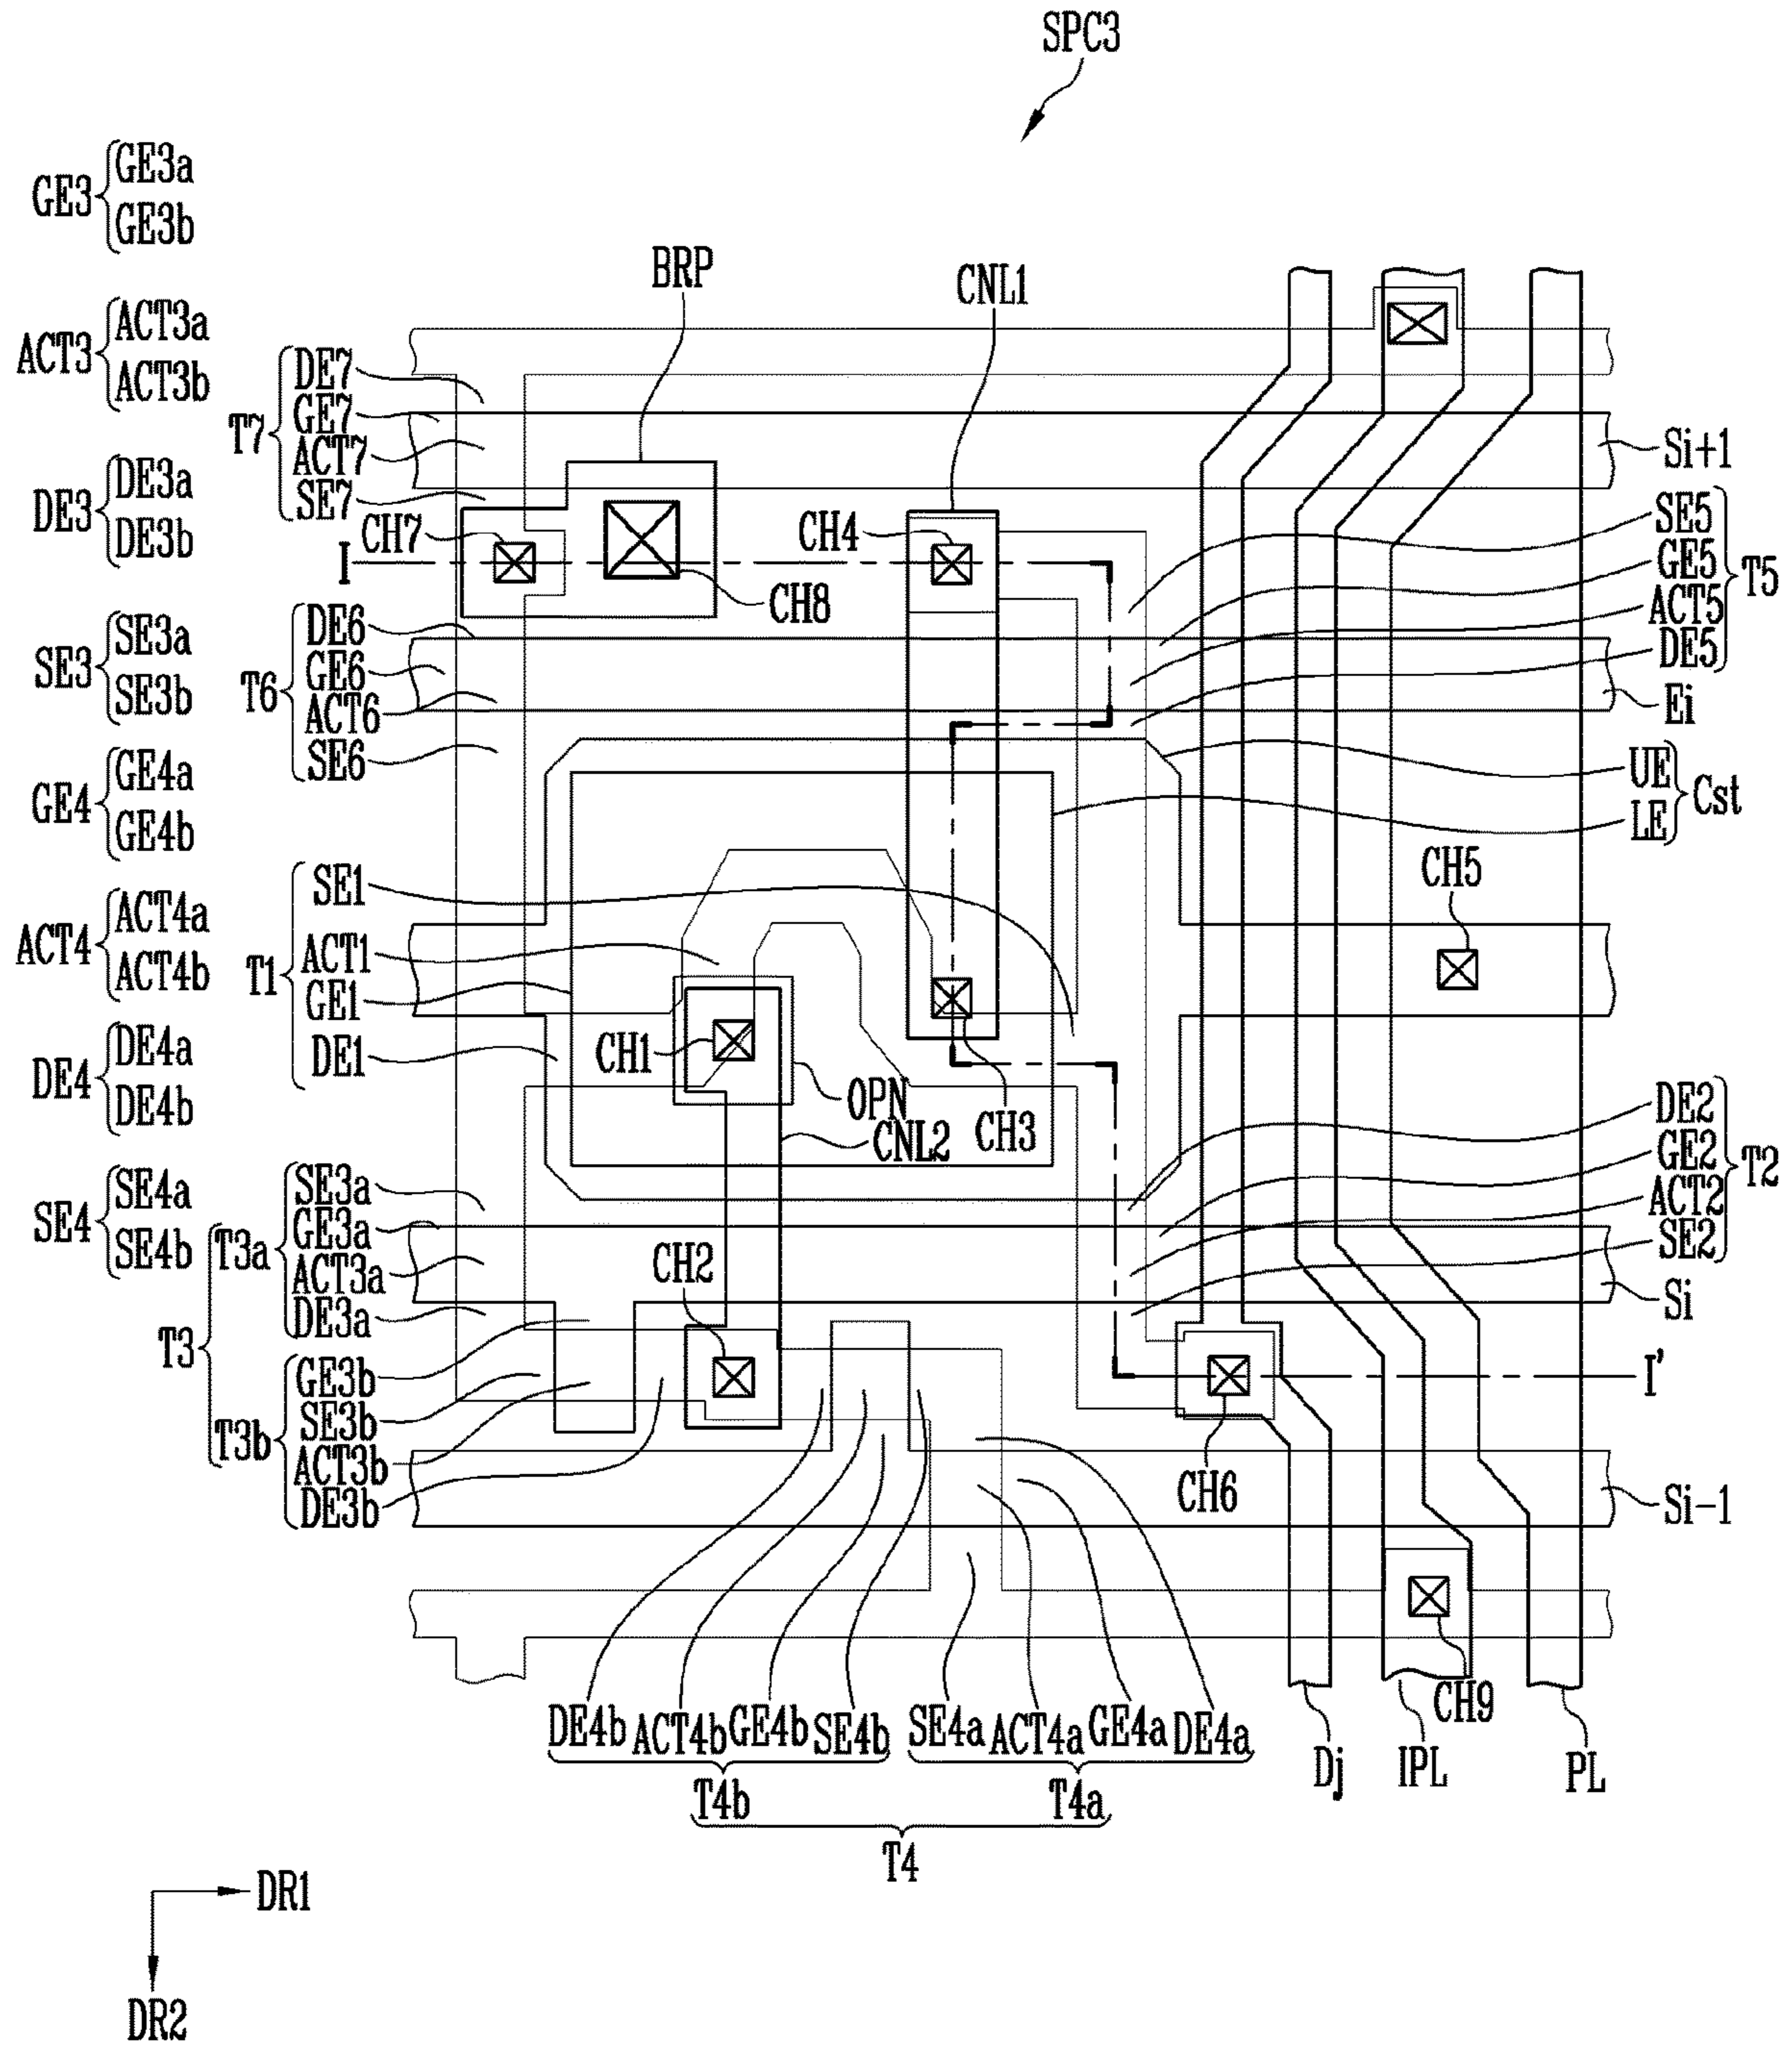 SPC3
GE3 GE3a
GE3b
ACT3 ACT3a
ACT3b
DE3 DE3a
DE3b
SE3 SE3a
SE3b
GE4 GE4a
GE4b
ACT4 ACT4a
ACT4b
DE4 DE4a
DE4b
SE4 SE4a
SE4b
BRP
CNL1
T7
DE7
GE7
ACT7
SE7
CH7
I
CH8
CH4
Si+1
SE5
GE5
ACT5
DE5
T5
Ei
T6
DE6
GE6
ACT6
SE6
UE
LE
Cst
CH5
T1
SE1
ACT1
GE1
DE1
CH1
OPN
CNL2
CH3
DE2
GE2
ACT2
SE2
T2
Si
T3
T3a
SE3a
GE3a
ACT3a
DE3a
CH2
T3b
GE3b
SE3b
ACT3b
DE3b
I'
CH6
Si-1
CH9
DE4b ACT4b GE4b SE4b SE4a ACT4a GE4a DE4a
T4b T4a
T4
Dj IPL PL
DR1
DR2